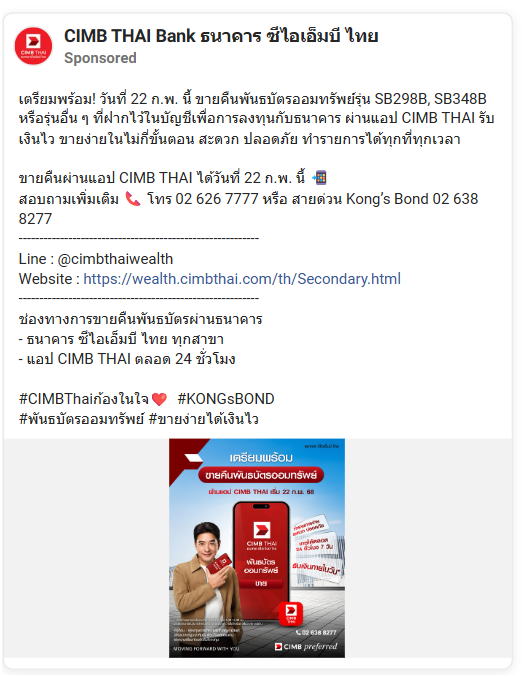 CIMB THAI Bank ธนาคาร ซีไอเอ็มบี ไทย
Sponsored
เตรียมพร้อม! วันที่ 22 ก.พ. นี้ ขายคืนพันธบัตรออมทรัพย์รุ่น SB298B, SB348B
หรือรุ่นอื่น ๆ ที่ฝากไว้ในบัญชีเพื่อการลงทุนกับธนาคาร ผ่านแอป CIMB THAI รับ
เงินไว ขายง่ายในไม่กี่ขั้นตอน สะดวก ปลอดภัย ทำรายการได้ทุกที่ทุกเวลา
ขายคืนผ่านแอป CIMB THAI ได้วันที่ 22 ก.พ. นี้ 📲
สอบถามเพิ่มเติม 📞 โทร 02 626 7777 หรือ สายด่วน Kong’s Bond 02 638
8277
----------------------------------------------------------
Line : @cimbthaiwealth
Website : https://wealth.cimbthai.com/th/Secondary.html
----------------------------------------------------------
ช่องทางการขายคืนพันธบัตรผ่านธนาคาร
- ธนาคาร ซีไอเอ็มบี ไทย ทุกสาขา
- แอป CIMB THAI ตลอด 24 ชั่วโมง
#CIMBThaiก้องในใจ❤️ #KONGsBOND
#พันธบัตรออมทรัพย์ #ขายง่ายได้เงินไว
เตรียมพร้อม
ขายคืนพันธบัตรออมทรัพย์
ผ่านแอป CIMB THAI เริ่ม 22 ก.พ. 68
CIMB THAI
พันธบัตร
ออมทรัพย์
ขาย
24 ชั่วโมง 7 วัน
รับเงินภายในวัน
CIMB THAI
02 638 8277
MOVING FORWARD WITH YOU
CIMB preferred